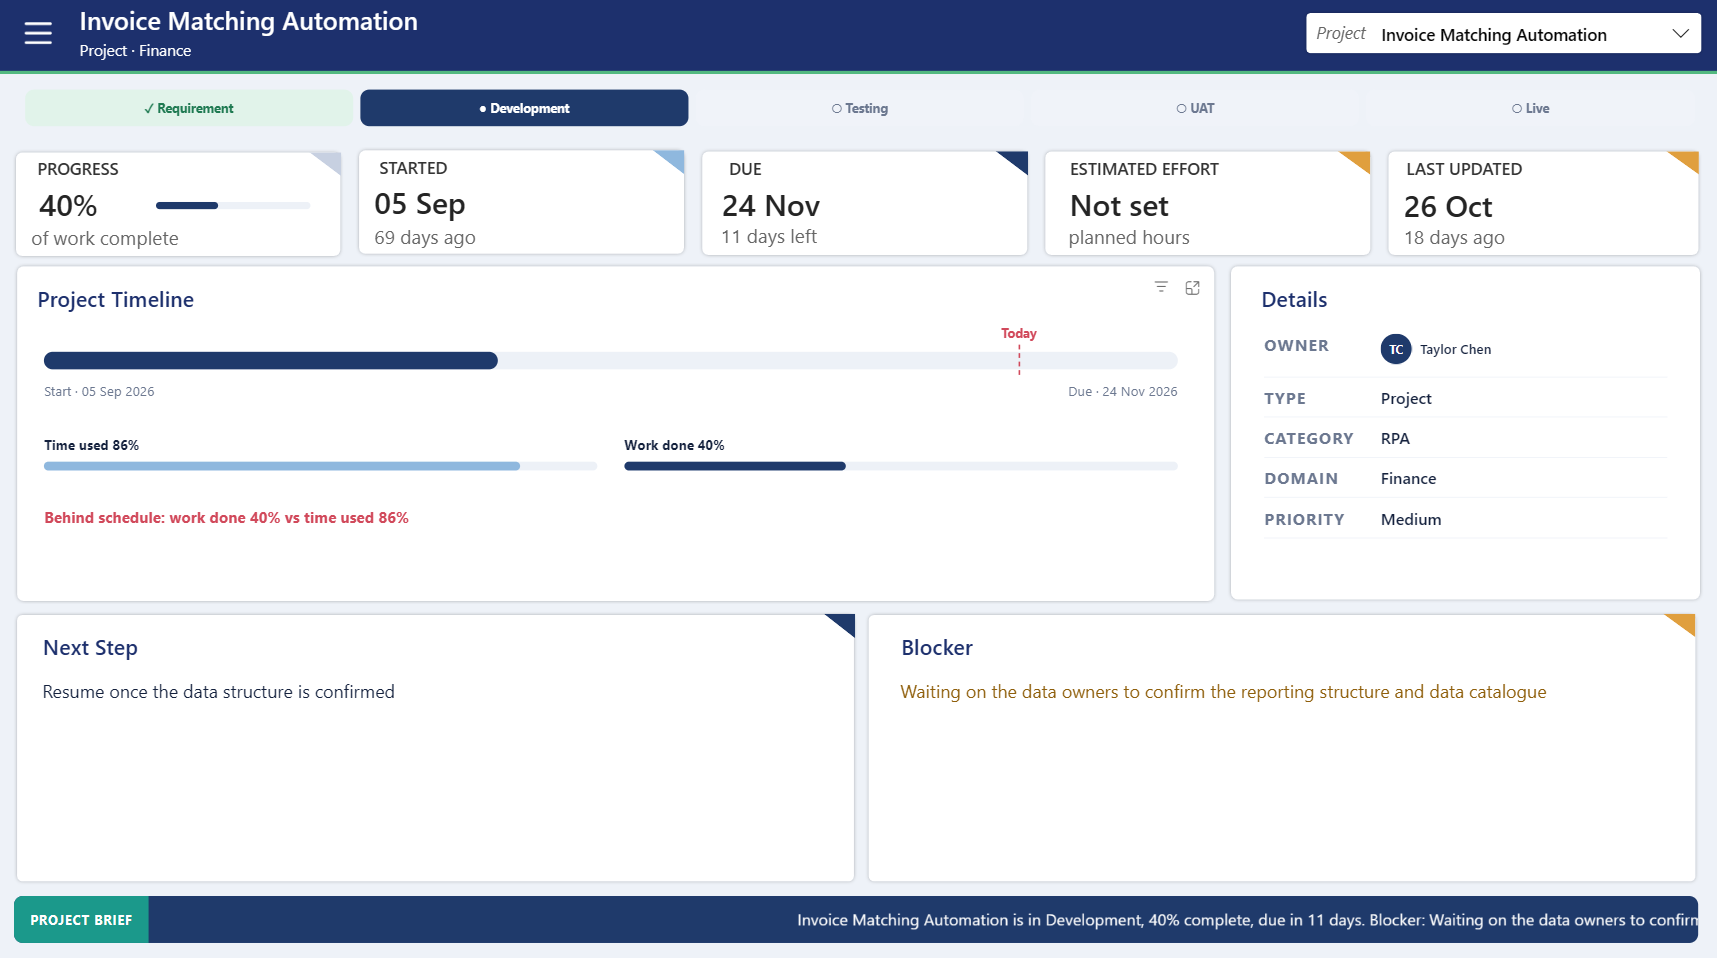 Invoice Matching Automation
Project · Finance
Project Invoice Matching Automation
✓ Requirement
● Development
○ Testing
○ UAT
○ Live
PROGRESS
40%
of work complete
STARTED
05 Sep
69 days ago
DUE
24 Nov
11 days left
ESTIMATED EFFORT
Not set
planned hours
LAST UPDATED
26 Oct
18 days ago
Project Timeline
Today
Start · 05 Sep 2026
Due · 24 Nov 2026
Time used 86%
Work done 40%
Behind schedule: work done 40% vs time used 86%
Details
OWNER TC Taylor Chen
TYPE Project
CATEGORY RPA
DOMAIN Finance
PRIORITY Medium
Next Step
Resume once the data structure is confirmed
Blocker
Waiting on the data owners to confirm the reporting structure and data catalogue
PROJECT BRIEF
Invoice Matching Automation is in Development, 40% complete, due in 11 days. Blocker: Waiting on the data owners to confirm